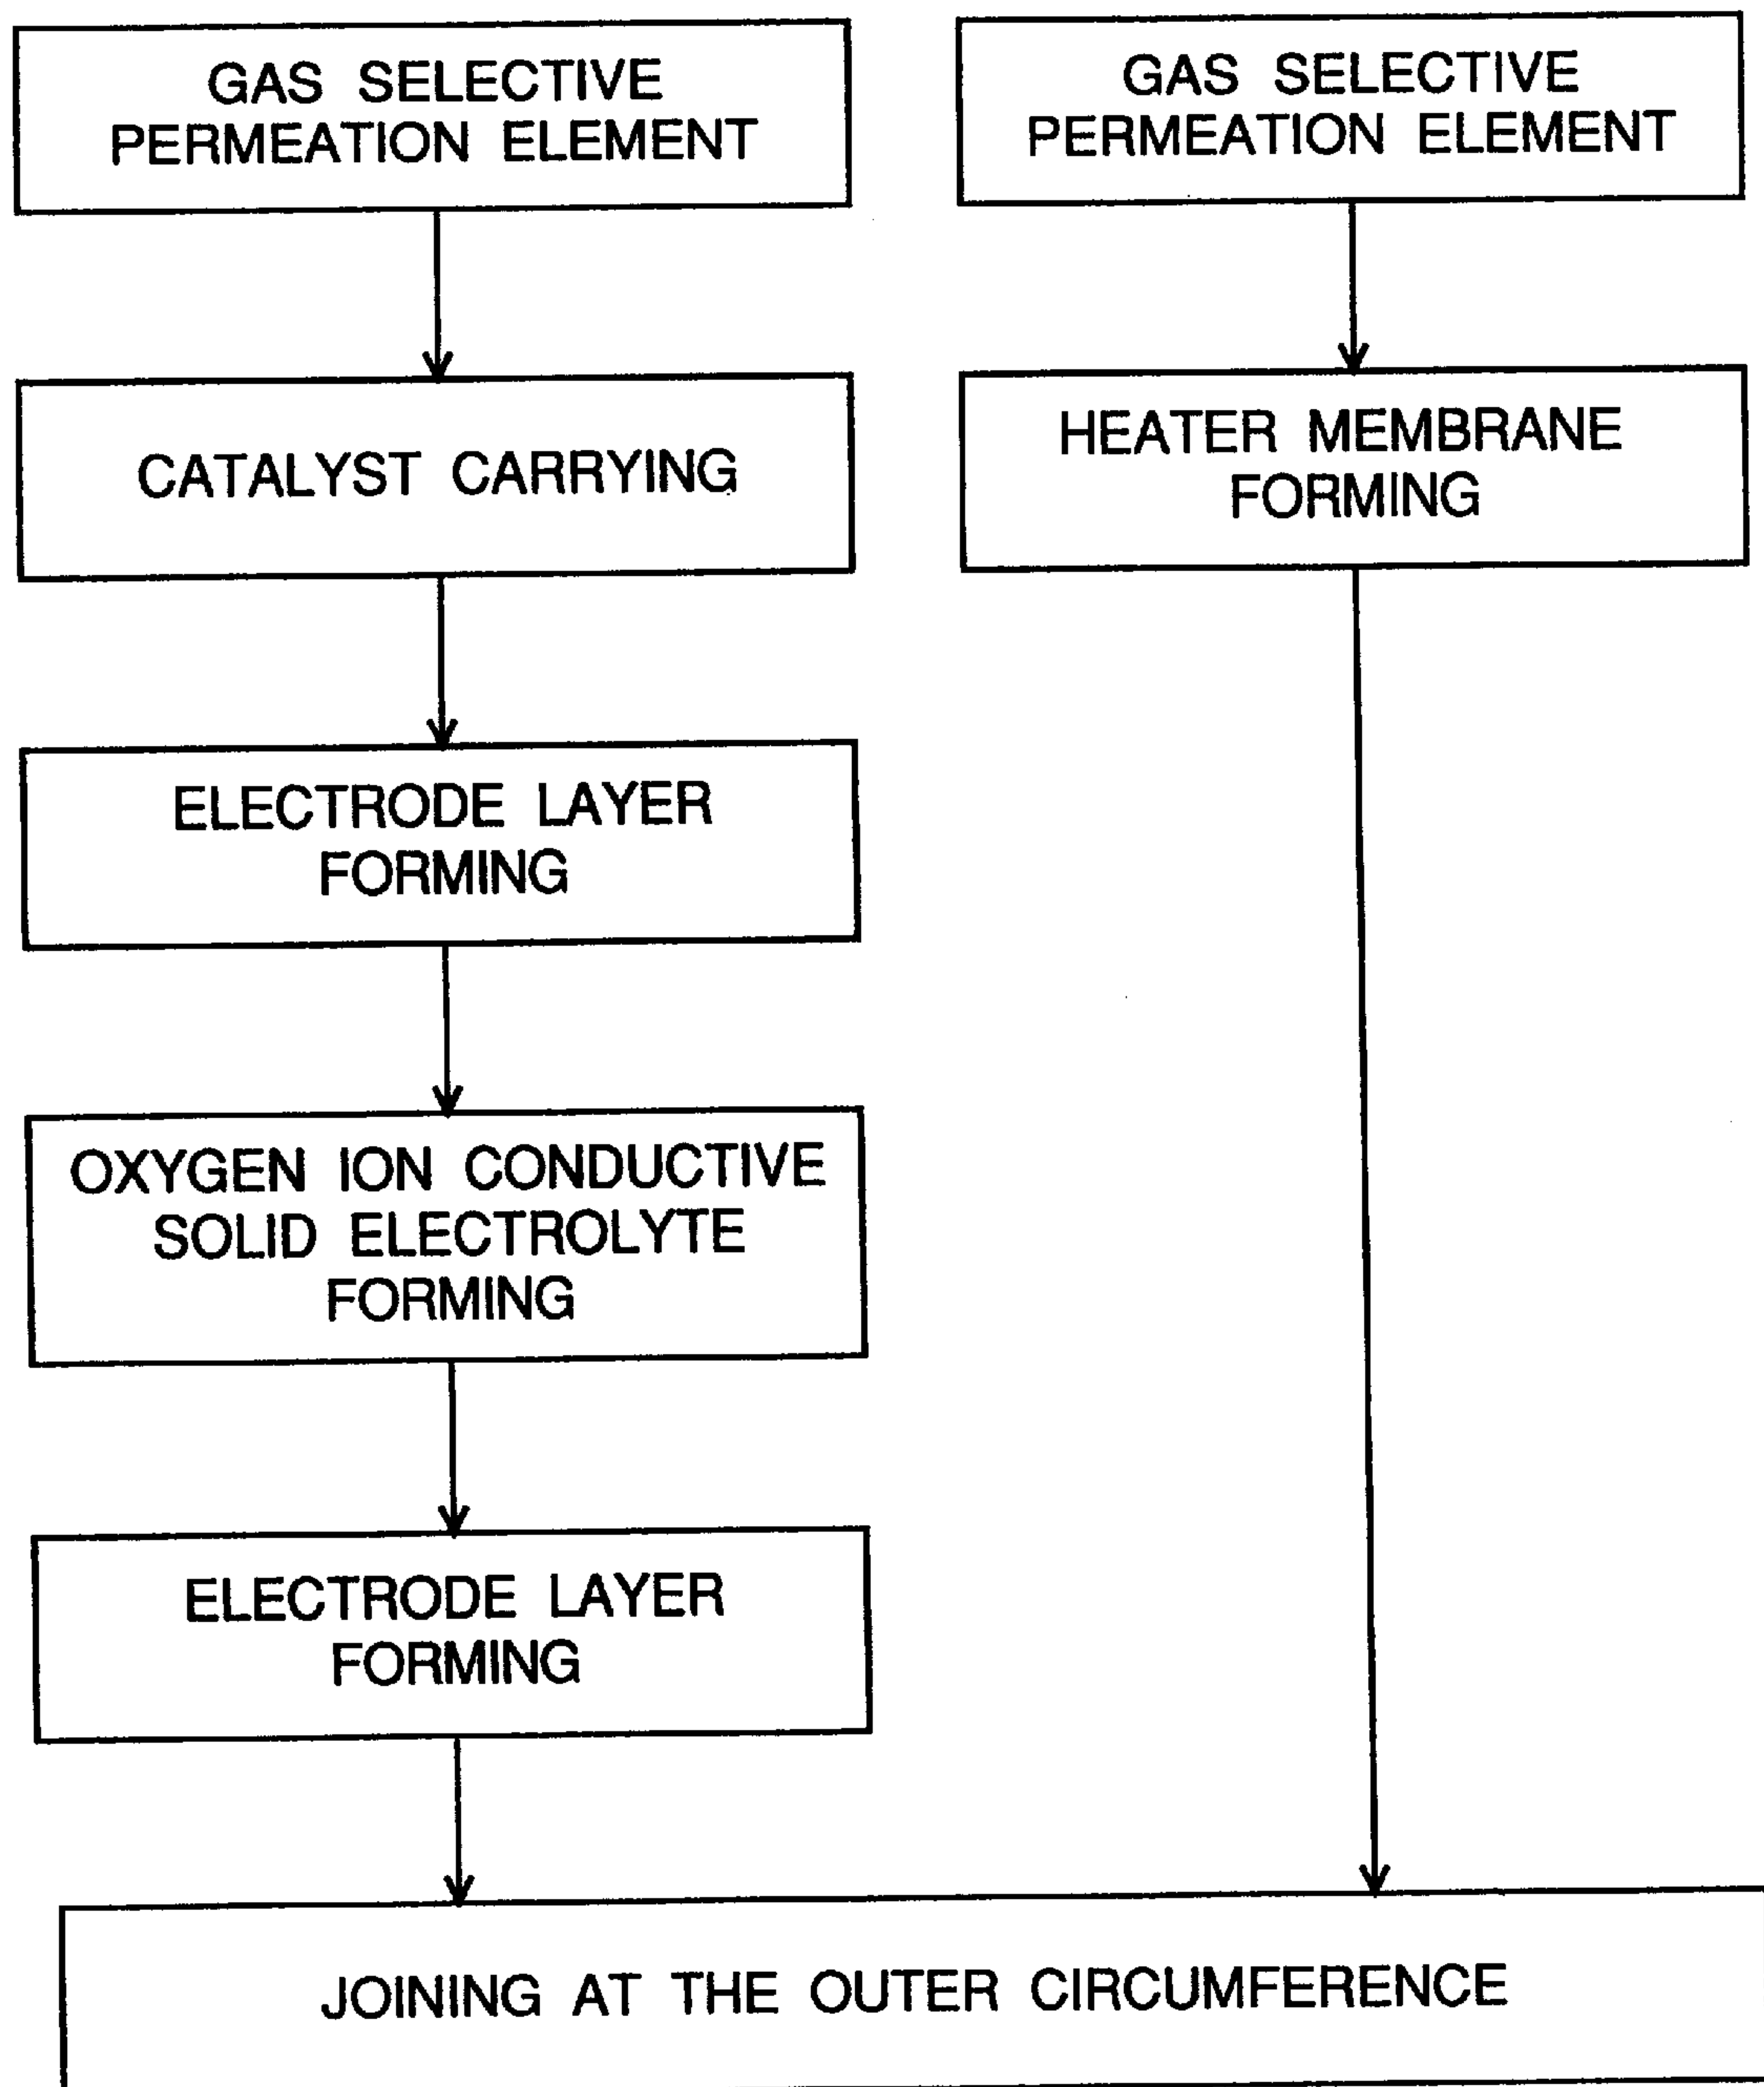 GAS SELECTIVE
PERMEATION ELEMENT
GAS SELECTIVE
PERMEATION ELEMENT
CATALYST CARRYING
HEATER MEMBRANE
FORMING
ELECTRODE LAYER
FORMING
OXYGEN ION CONDUCTIVE
SOLID ELECTROLYTE
FORMING
ELECTRODE LAYER
FORMING
JOINING AT THE OUTER CIRCUMFERENCE